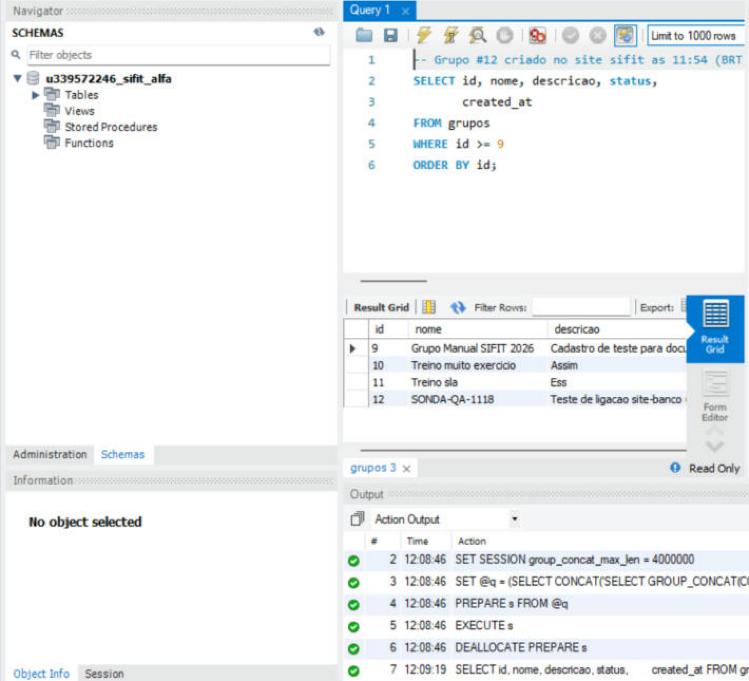 Navigator
SCHEMAS
Filter objects
u339572246_sifit_alfa
Tables
Views
Stored Procedures
Functions
Administration Schemas
Information
No object selected
Object Info Session
Query 1
Limit to 1000 rows
1 -- Grupo #12 criado no site sifit as 11:54 (BRT
2 SELECT id, nome, descricao, status,
3 created_at
4 FROM grupos
5 WHERE id >= 9
6 ORDER BY id;
Result Grid Filter Rows: Export:
id nome descricao
9 Grupo Manual SIFIT 2026 Cadastro de teste para docu
10 Treino muito exercicio Assim
11 Treino sla Ess
12 SONDA-QA-1118 Teste de ligacao site-banco
Result
Grid
Form
Editor
grupos 3 Read Only
Output
Action Output
# Time Action
2 12:08:46 SET SESSION group_concat_max_len = 4000000
3 12:08:46 SET @q = (SELECT CONCAT('SELECT GROUP_CONCAT(CO
4 12:08:46 PREPARE s FROM @q
5 12:08:46 EXECUTE s
6 12:08:46 DEALLOCATE PREPARE s
7 12:09:19 SELECT id, nome, descricao, status, created_at FROM gr